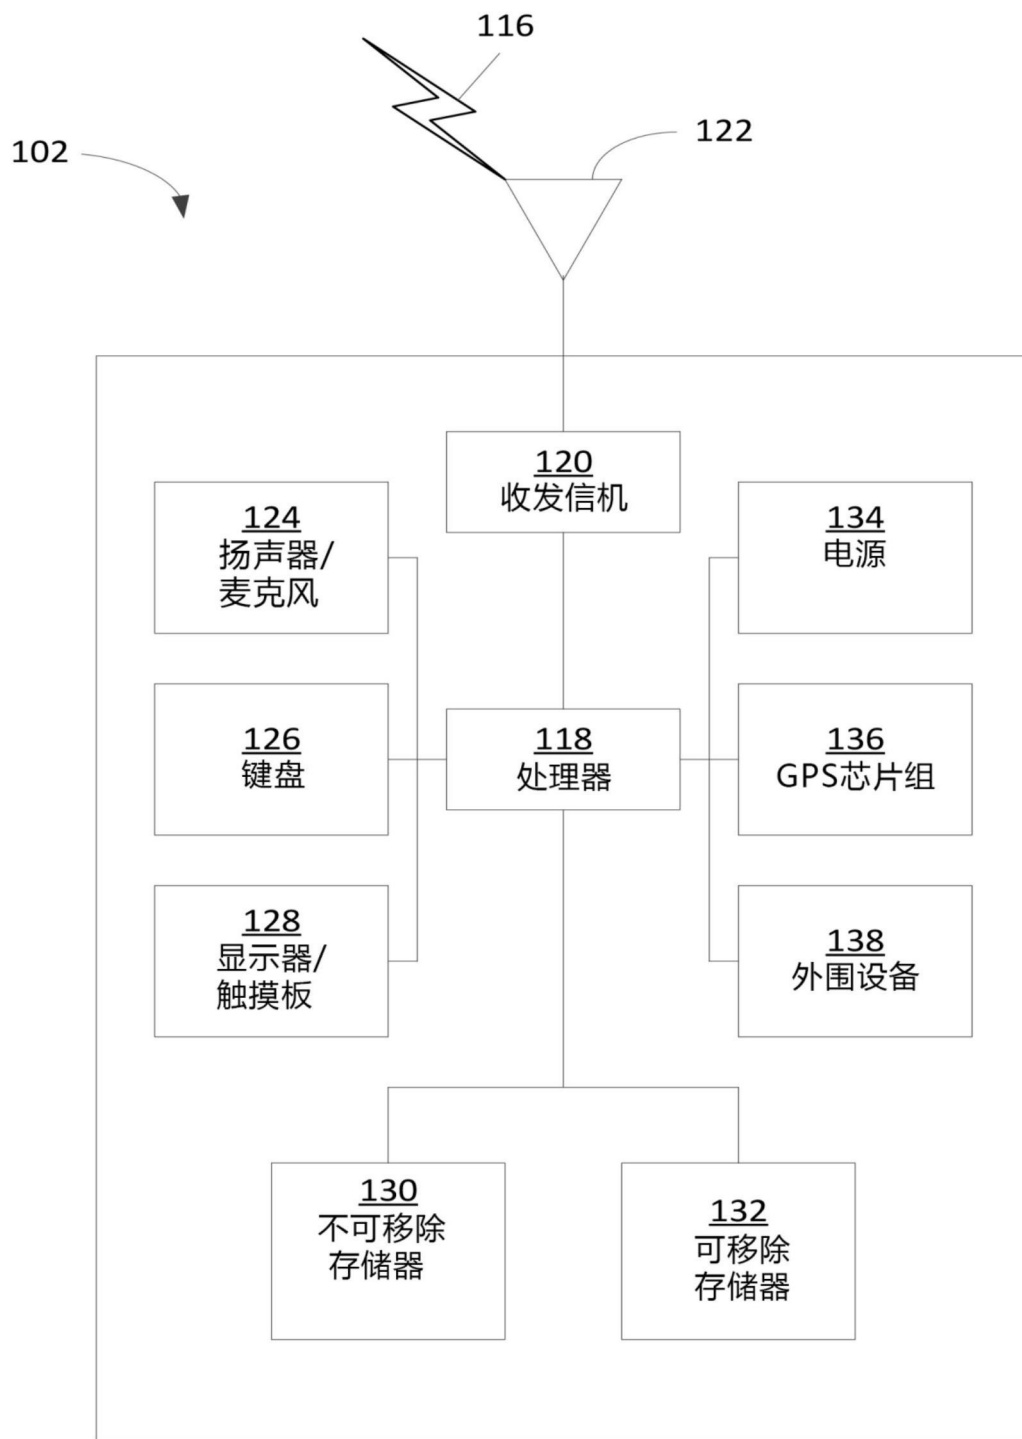 116
122
102
120
收发信机
124
扬声器/
麦克风
134
电源
126
键盘
118
处理器
136
GPS芯片组
128
显示器/
触摸板
138
外围设备
130
不可移除
存储器
132
可移除
存储器